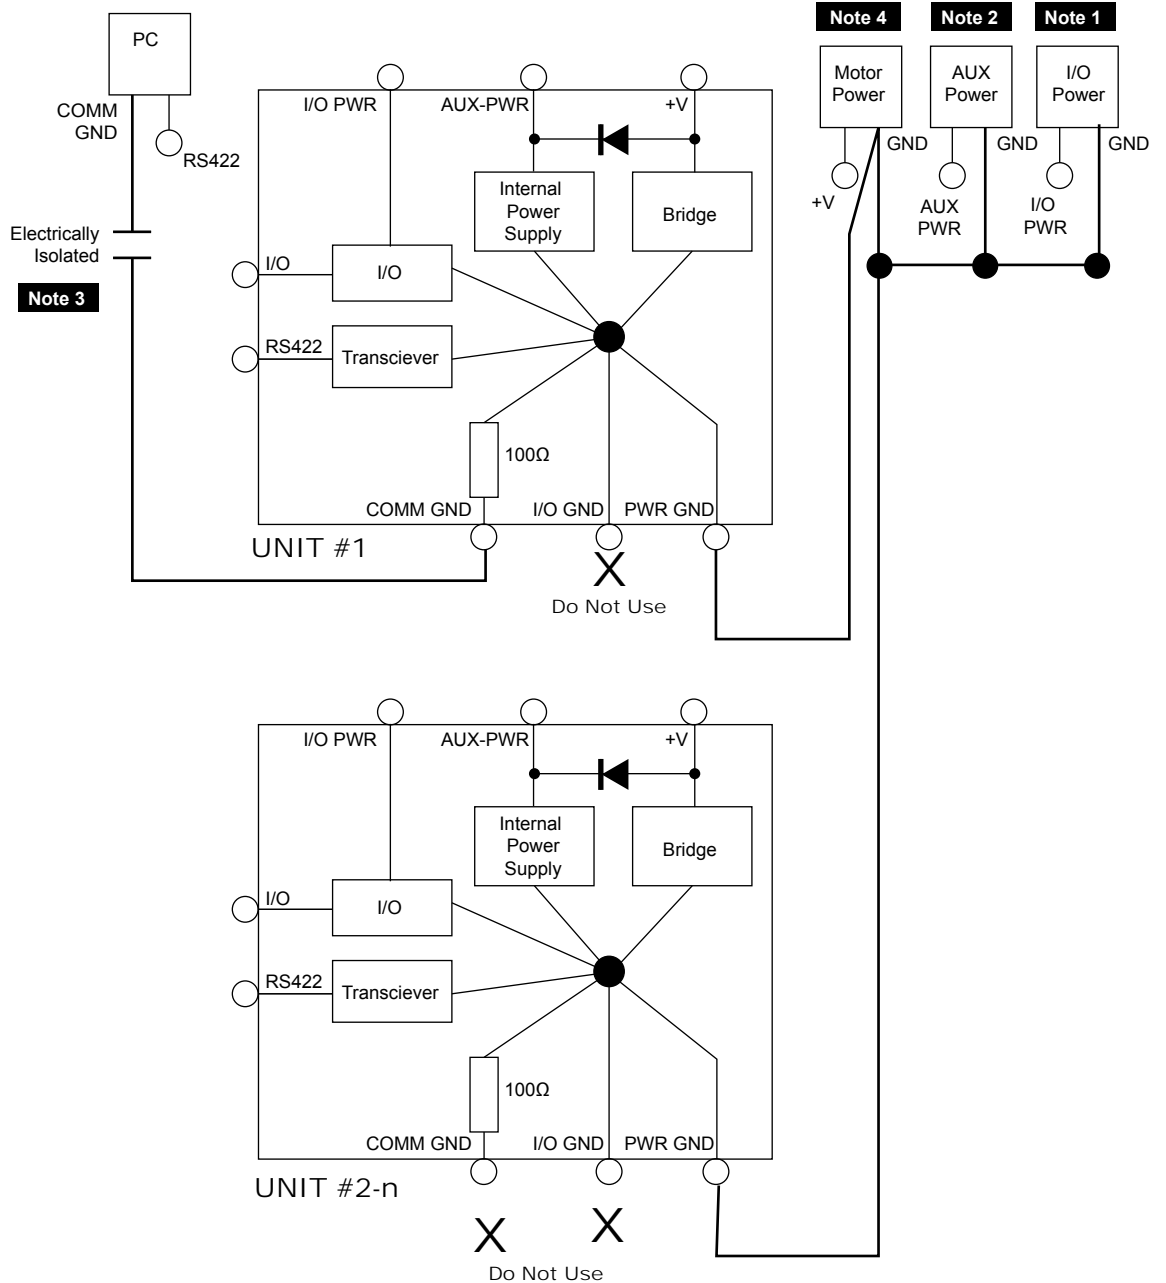 PC
COMM
GND
RS422
Electrically
Isolated
Note 3
I/O PWR
AUX-PWR
+V
Internal
Power
Supply
Bridge
I/O
I/O
RS422
Transciever
100Ω
COMM GND
I/O GND
PWR GND
UNIT #1
X
Do Not Use
Note 4
Note 2
Note 1
Motor
Power
AUX
Power
I/O
Power
GND
GND
GND
+V
AUX
PWR
I/O
PWR
I/O PWR
AUX-PWR
+V
Internal
Power
Supply
Bridge
I/O
I/O
RS422
Transciever
100Ω
COMM GND
I/O GND
PWR GND
UNIT #2-n
X
X
Do Not Use